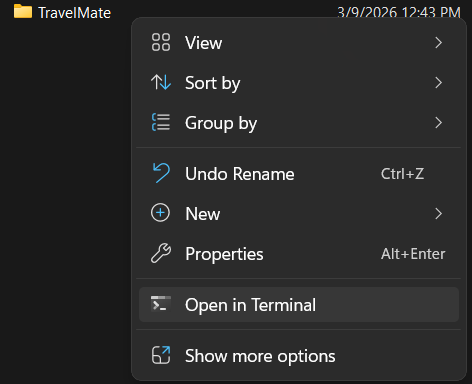 TravelMate 3/9/2026 12:43 PM
View
Sort by
Group by
Undo Rename Ctrl+Z
New
Properties Alt+Enter
Open in Terminal
Show more options